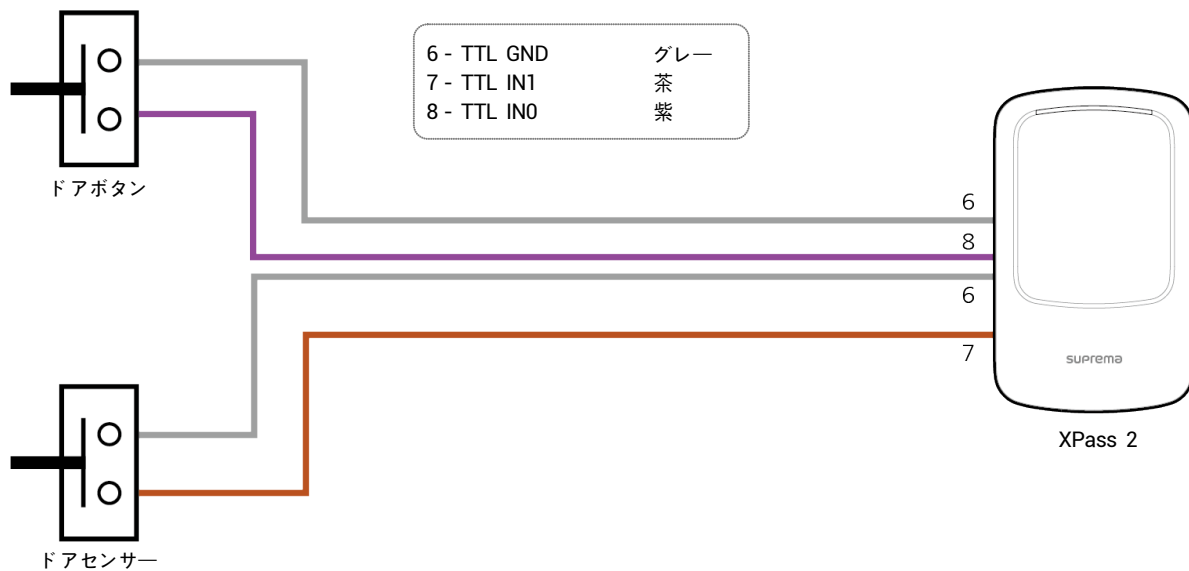 ドアボタン
6 - TTL GND グレー
7 - TTL IN1 茶
8 - TTL IN0 紫
6
8
6
7
suprema
XPass 2
ドアセンサー